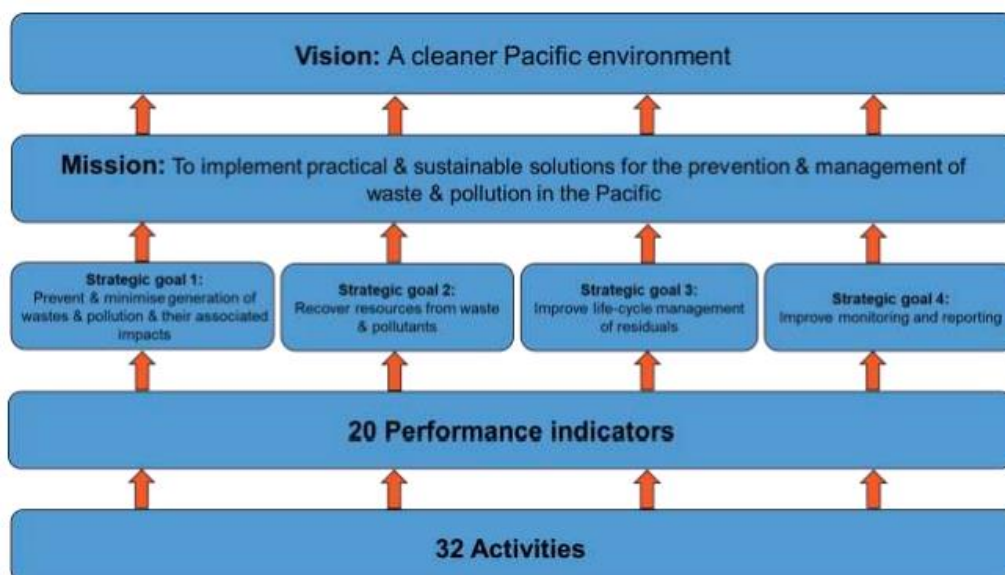 Vision: A cleaner Pacific environment
Mission: To implement practical & sustainable solutions for the prevention & management of
waste & pollution in the Pacific
Strategic goal 1:
Prevent & minimise generation of
wastes & pollution & their associated
impacts
Strategic goal 2:
Recover resources from waste
& pollutants
Strategic goal 3:
Improve life-cycle management
of residuals
Strategic goal 4:
Improve monitoring and reporting
20 Performance indicators
32 Activities